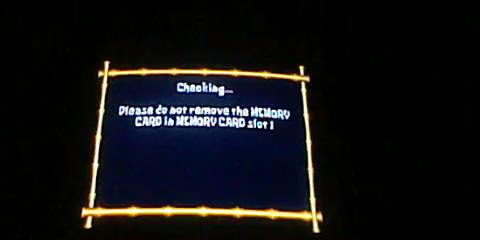 Checking...
Please do not remove the MEMORY
CARD in MEMORY CARD slot 1